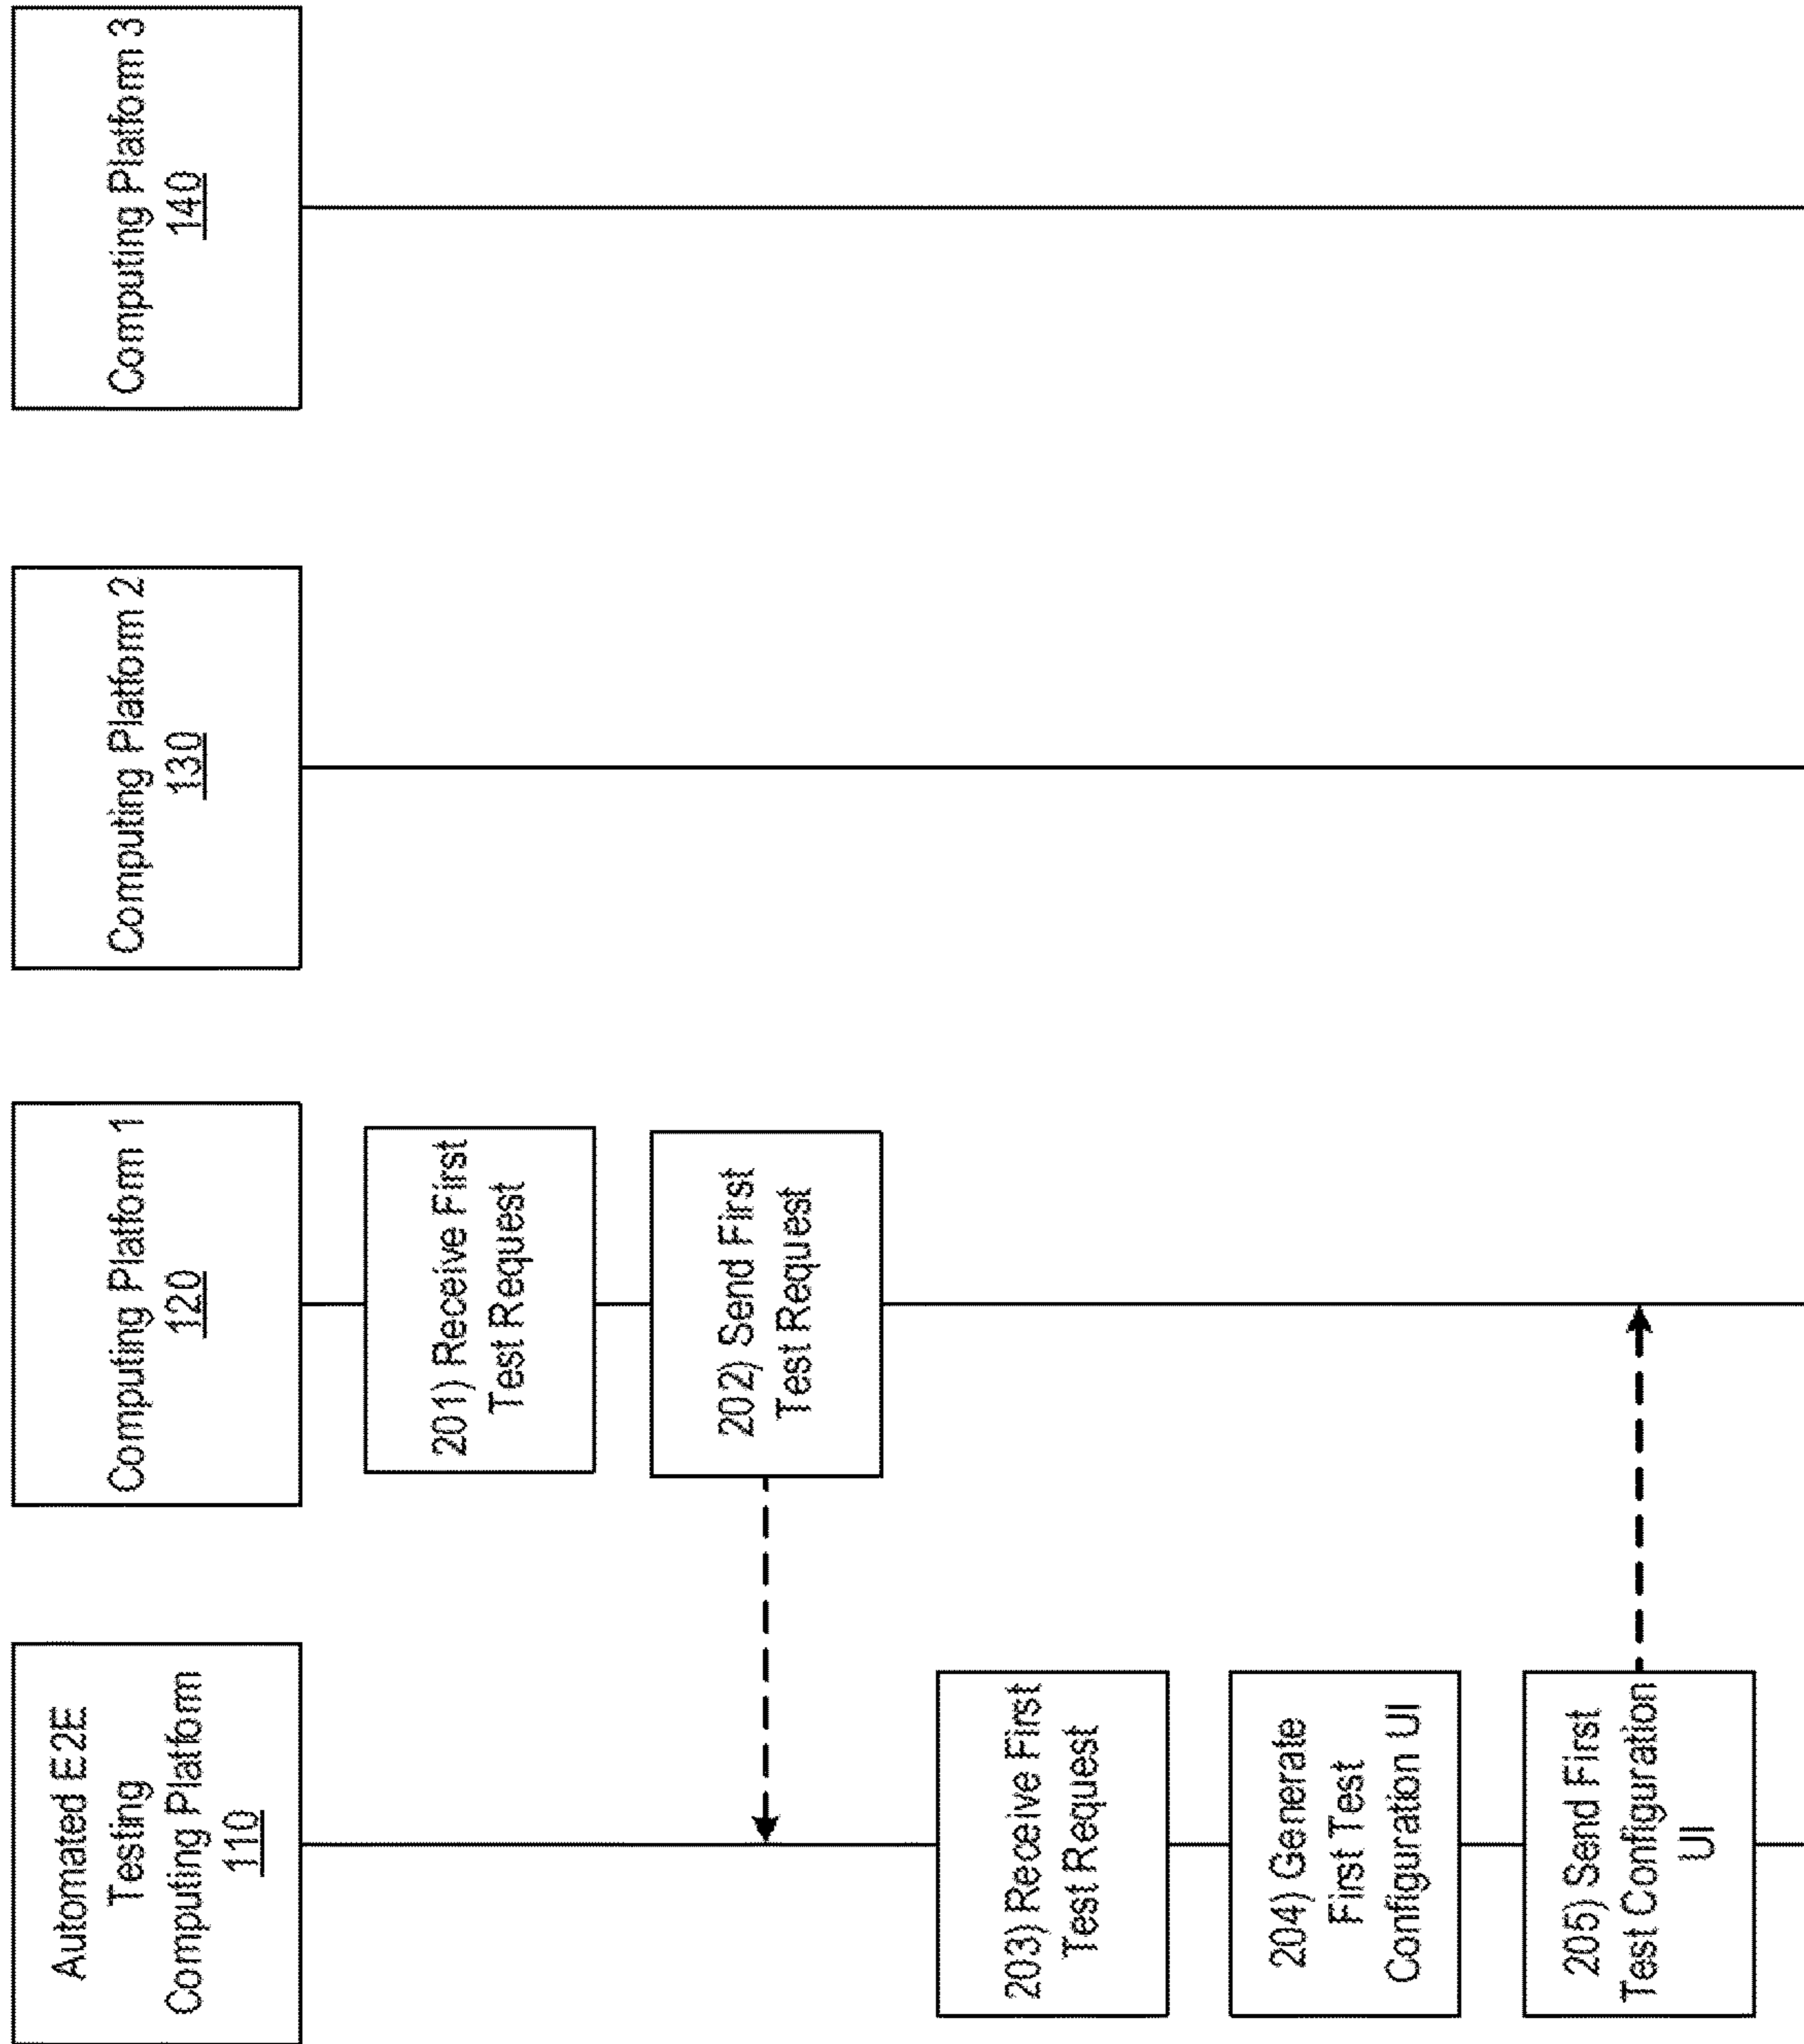 Automated E2E
Testing
Computing Platform
110
Computing Platform 1
120
Computing Platform 2
130
Computing Platform 3
140
201) Receive First
Test Request
202) Send First
Test Request
203) Receive First
Test Request
204) Generate
First Test
Configuration UI
205) Send First
Test Configuration
UI